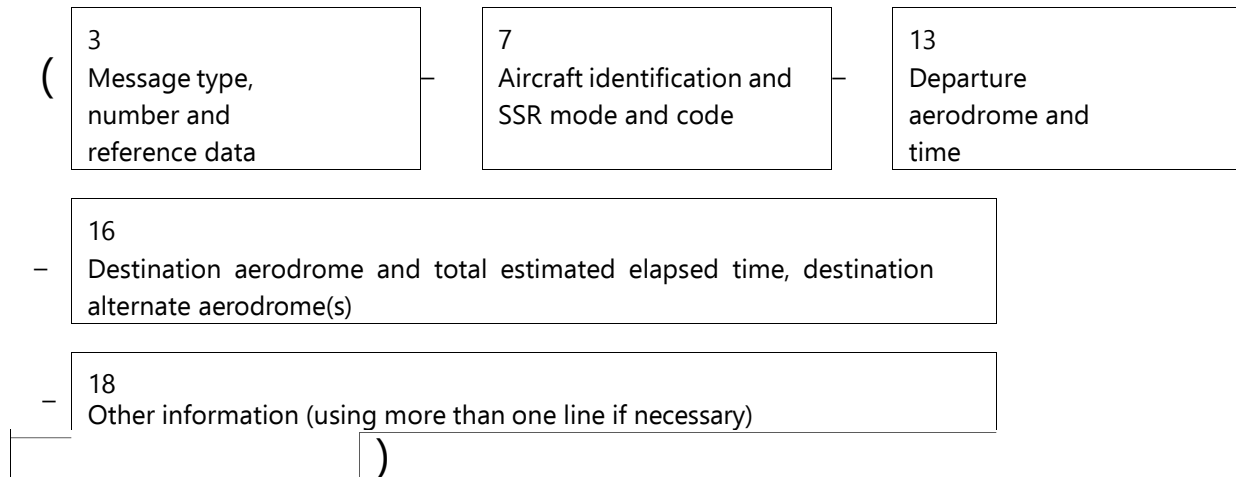 (
3
Message type,
number and
reference data
–
7
Aircraft identification and
SSR mode and code
–
13
Departure
aerodrome and
time
–
16
Destination aerodrome and total estimated elapsed time, destination
alternate aerodrome(s)
–
18
Other information (using more than one line if necessary)
)